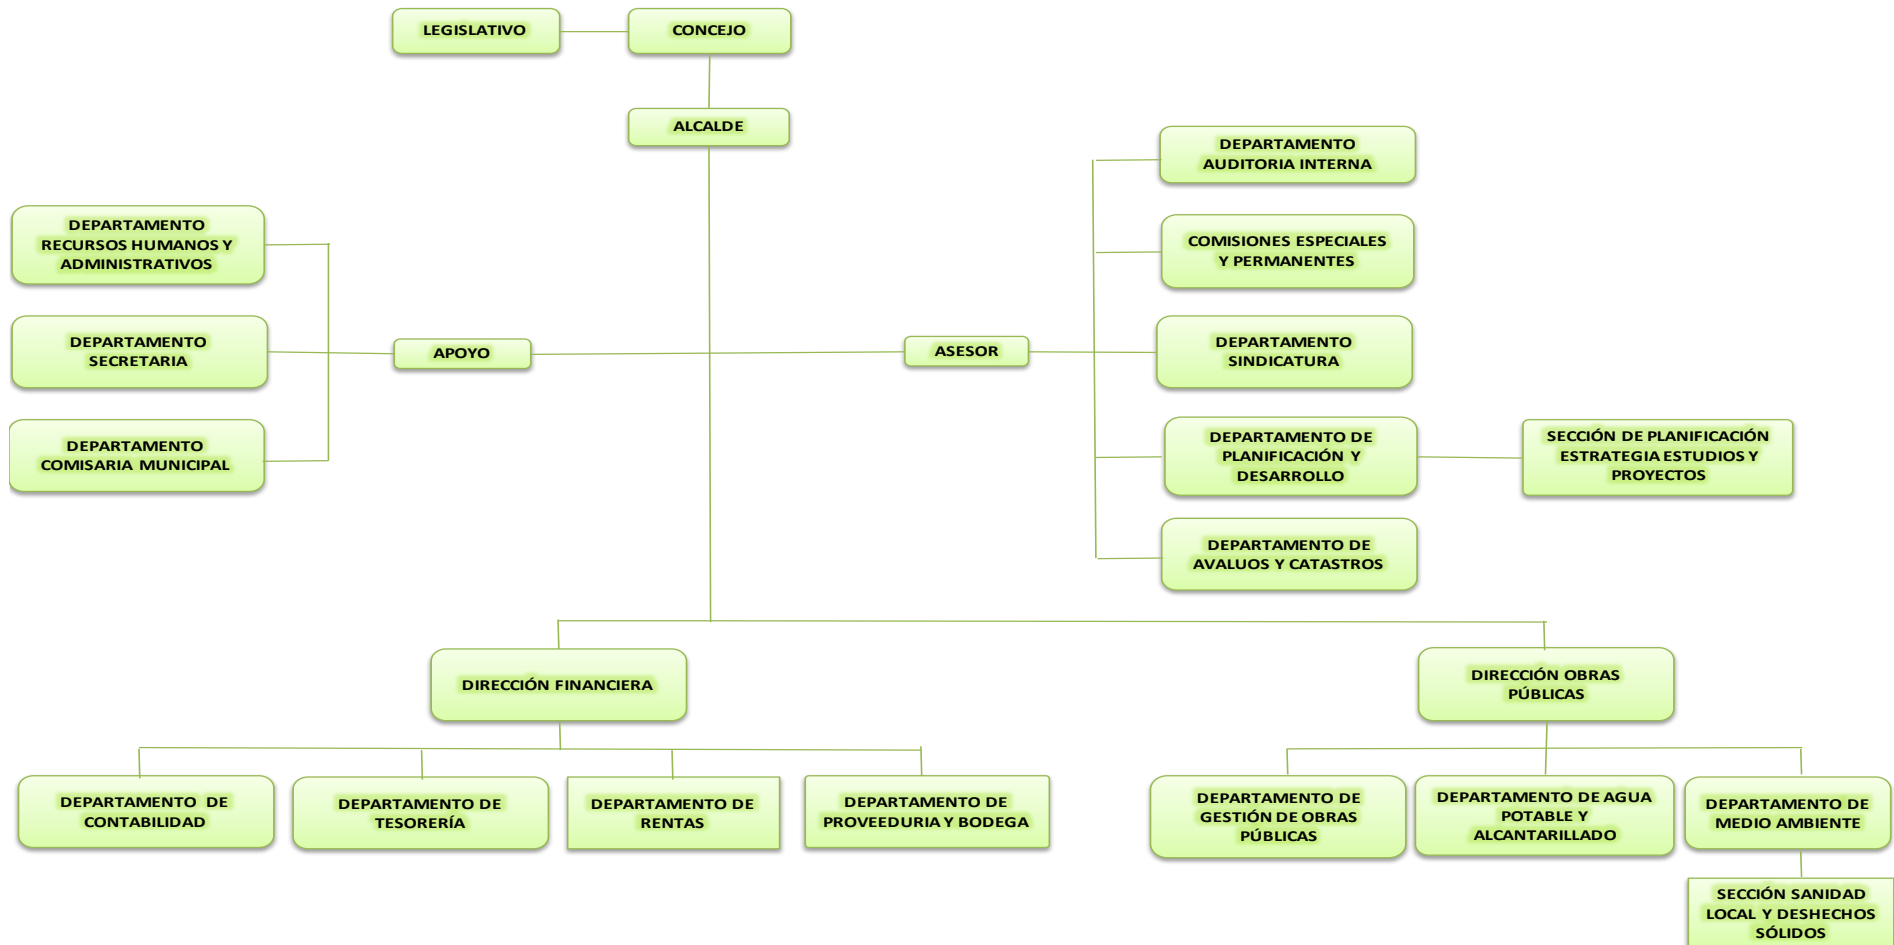 LEGISLATIVO
CONCEJO
ALCALDE
DEPARTAMENTO
AUDITORIA INTERNA
DEPARTAMENTO
RECURSOS HUMANOS Y
ADMINISTRATIVOS
COMISIONES ESPECIALES
Y PERMANENTES
DEPARTAMENTO
SECRETARIA
APOYO
ASESOR
DEPARTAMENTO
SINDICATURA
DEPARTAMENTO
COMISARIA MUNICIPAL
DEPARTAMENTO DE
PLANIFICACIÓN Y
DESARROLLO
SECCIÓN DE PLANIFICACIÓN
ESTRATEGIA ESTUDIOS Y
PROYECTOS
DEPARTAMENTO DE
AVALUOS Y CATASTROS
DIRECCIÓN FINANCIERA
DIRECCIÓN OBRAS
PÚBLICAS
DEPARTAMENTO DE
CONTABILIDAD
DEPARTAMENTO DE
TESORERÍA
DEPARTAMENTO DE
RENTAS
DEPARTAMENTO DE
PROVEEDURIA Y BODEGA
DEPARTAMENTO DE
GESTIÓN DE OBRAS
PÚBLICAS
DEPARTAMENTO DE AGUA
POTABLE Y
ALCANTARILLADO
DEPARTAMENTO DE
MEDIO AMBIENTE
SECCIÓN SANIDAD
LOCAL Y DESHECHOS
SÓLIDOS